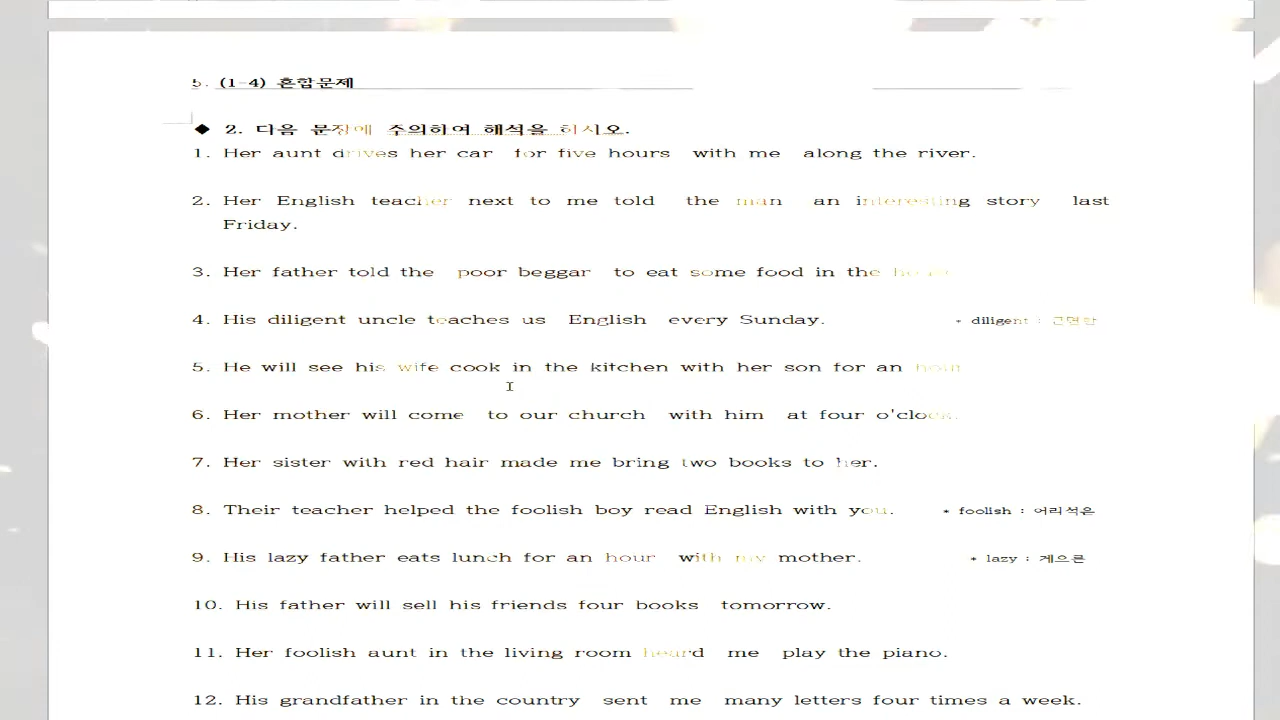 5. (1-4) 혼합문제
◆ 2. 다음 문장에 주의하여 해석을 하시오.
1. Her aunt drives her car for five hours with me along the river.
2. Her English teacher next to me told the man an interesting story last
Friday.
3. Her father told the poor beggar to eat some food in the house
4. His diligent uncle teaches us English every Sunday. * diligent : 근면한
5. He will see his wife cook in the kitchen with her son for an hour
6. Her mother will come to our church with him at four o'clock.
7. Her sister with red hair made me bring two books to her.
8. Their teacher helped the foolish boy read English with you. * foolish : 어리석은
9. His lazy father eats lunch for an hour with my mother. * lazy : 게으른
10. His father will sell his friends four books tomorrow.
11. Her foolish aunt in the living room heard me play the piano.
12. His grandfather in the country sent me many letters four times a week.